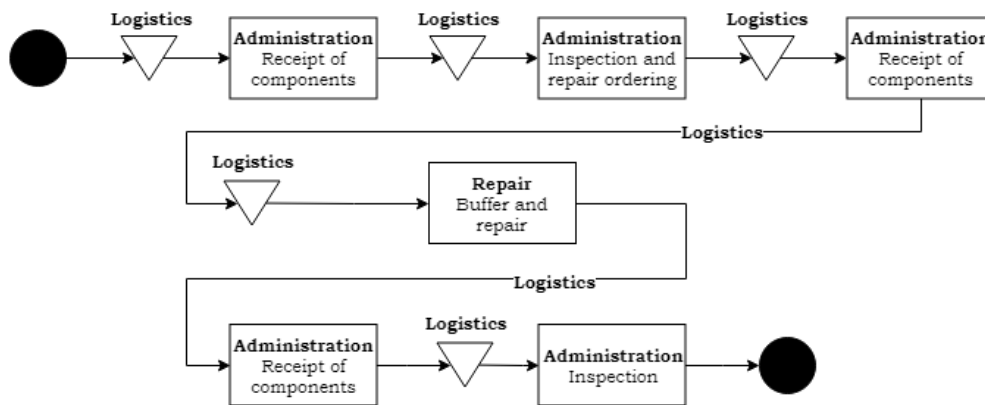 Logistics
Administration
Receipt of
components
Logistics
Administration
Inspection and
repair ordering
Logistics
Administration
Receipt of
components
Logistics
Logistics
Repair
Buffer and
repair
Logistics
Administration
Receipt of
components
Logistics
Administration
Inspection